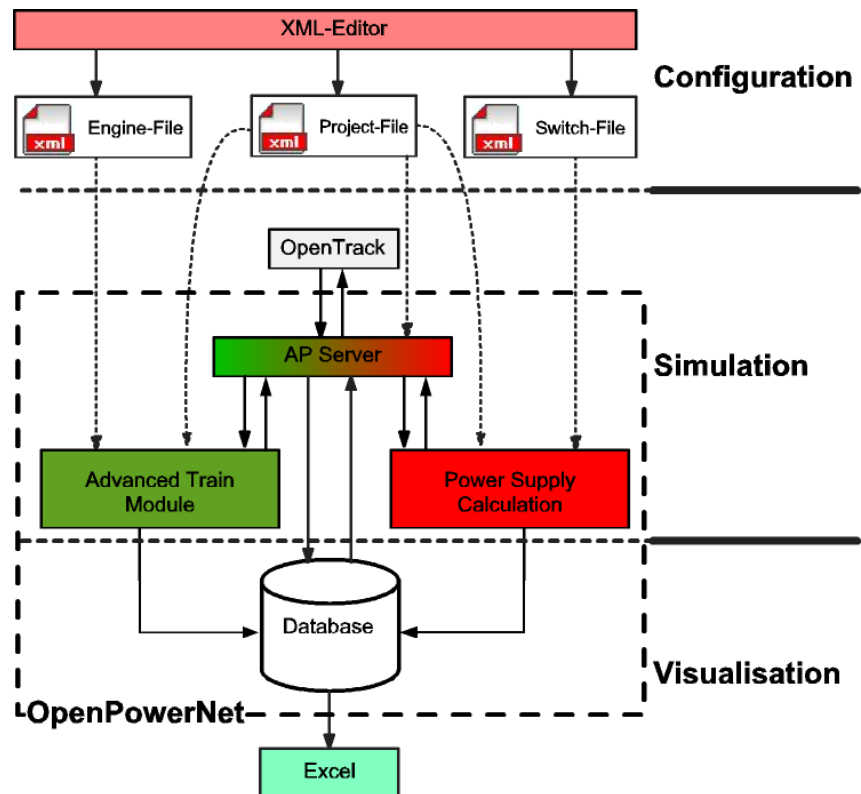 XML-Editor
Configuration
xml
Engine-File
xml
Project-File
xml
Switch-File
OpenTrack
AP Server
Simulation
Advanced Train
Module
Power Supply
Calculation
Database
Visualisation
OpenPowerNet
Excel